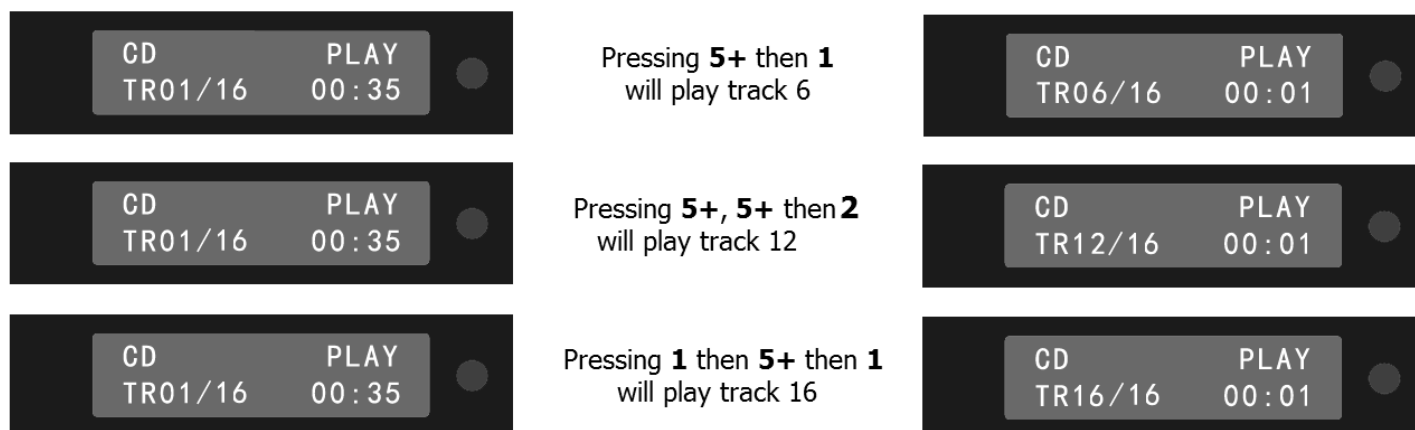 CD PLAY
TR01/16 00:35
Pressing 5+ then 1
will play track 6
CD PLAY
TR06/16 00:01
CD PLAY
TR01/16 00:35
Pressing 5+, 5+ then 2
will play track 12
CD PLAY
TR12/16 00:01
CD PLAY
TR01/16 00:35
Pressing 1 then 5+ then 1
will play track 16
CD PLAY
TR16/16 00:01